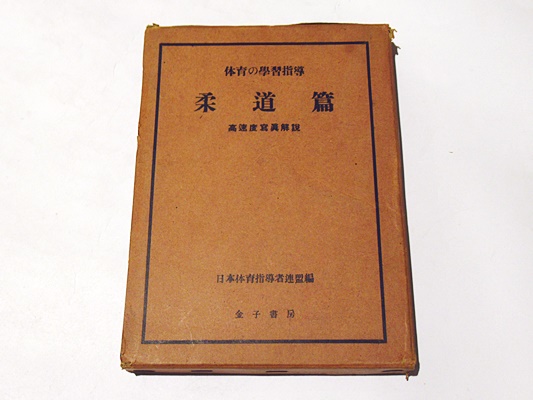 体育の學習指導
柔道篇
高速度寫眞解説
日本体育指導者連盟編
金子書房